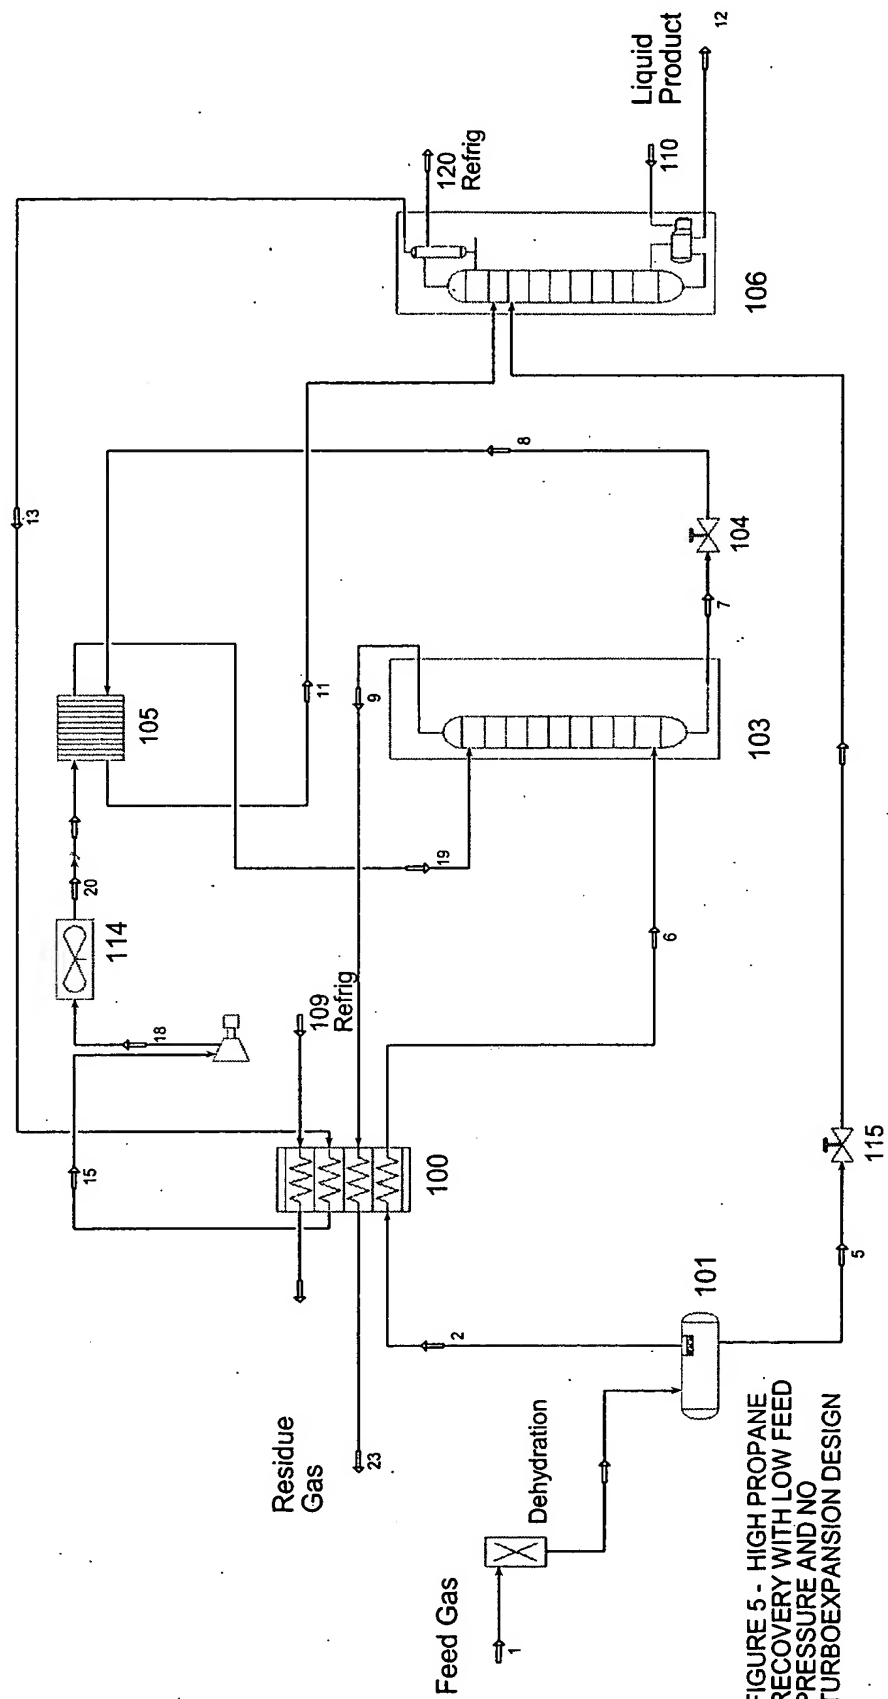 Feed Gas
1
Dehydration
101
2
5
115
Residue
Gas
23
100
15
18
109
Refrig
114
20
6
19
9
11
105
103
7
104
8
13
106
120
Refrig
110
Liquid
Product
12
FIGURE 5 - HIGH PROPANE
RECOVERY WITH LOW FEED
PRESSURE AND NO
TURBOEXPANSION DESIGN